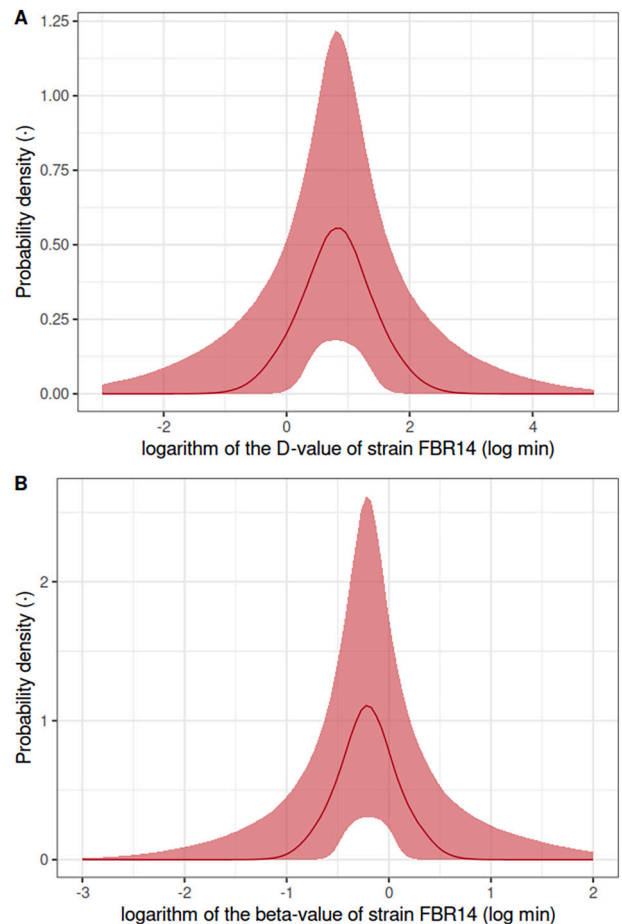 A
1.25
1.00
0.75
0.50
0.25
0.00
Probability density (·)
-2 0 2 4
logarithm of the D-value of strain FBR14 (log min)
B
2
1
0
Probability density (·)
-3 -2 -1 0 1 2
logarithm of the beta-value of strain FBR14 (log min)